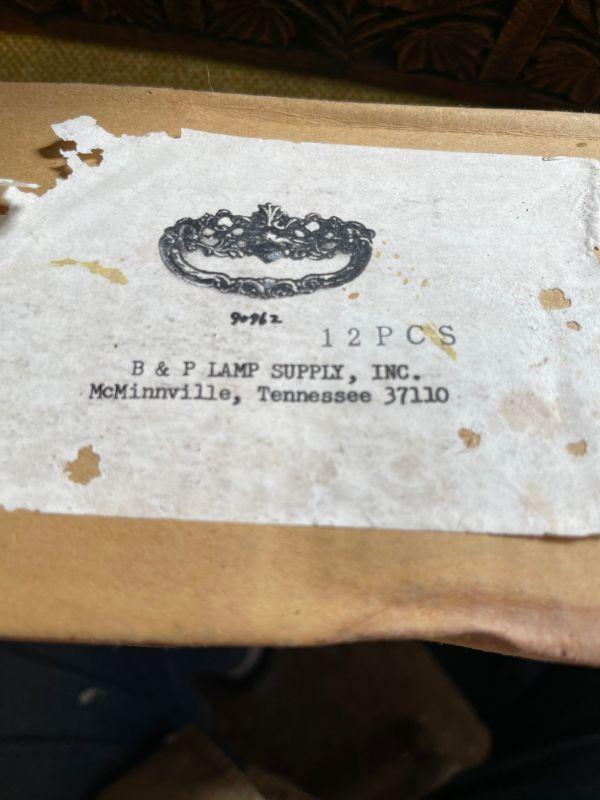 90962
12PCS
B & P LAMP SUPPLY, INC.
McMinnville, Tennessee 37110